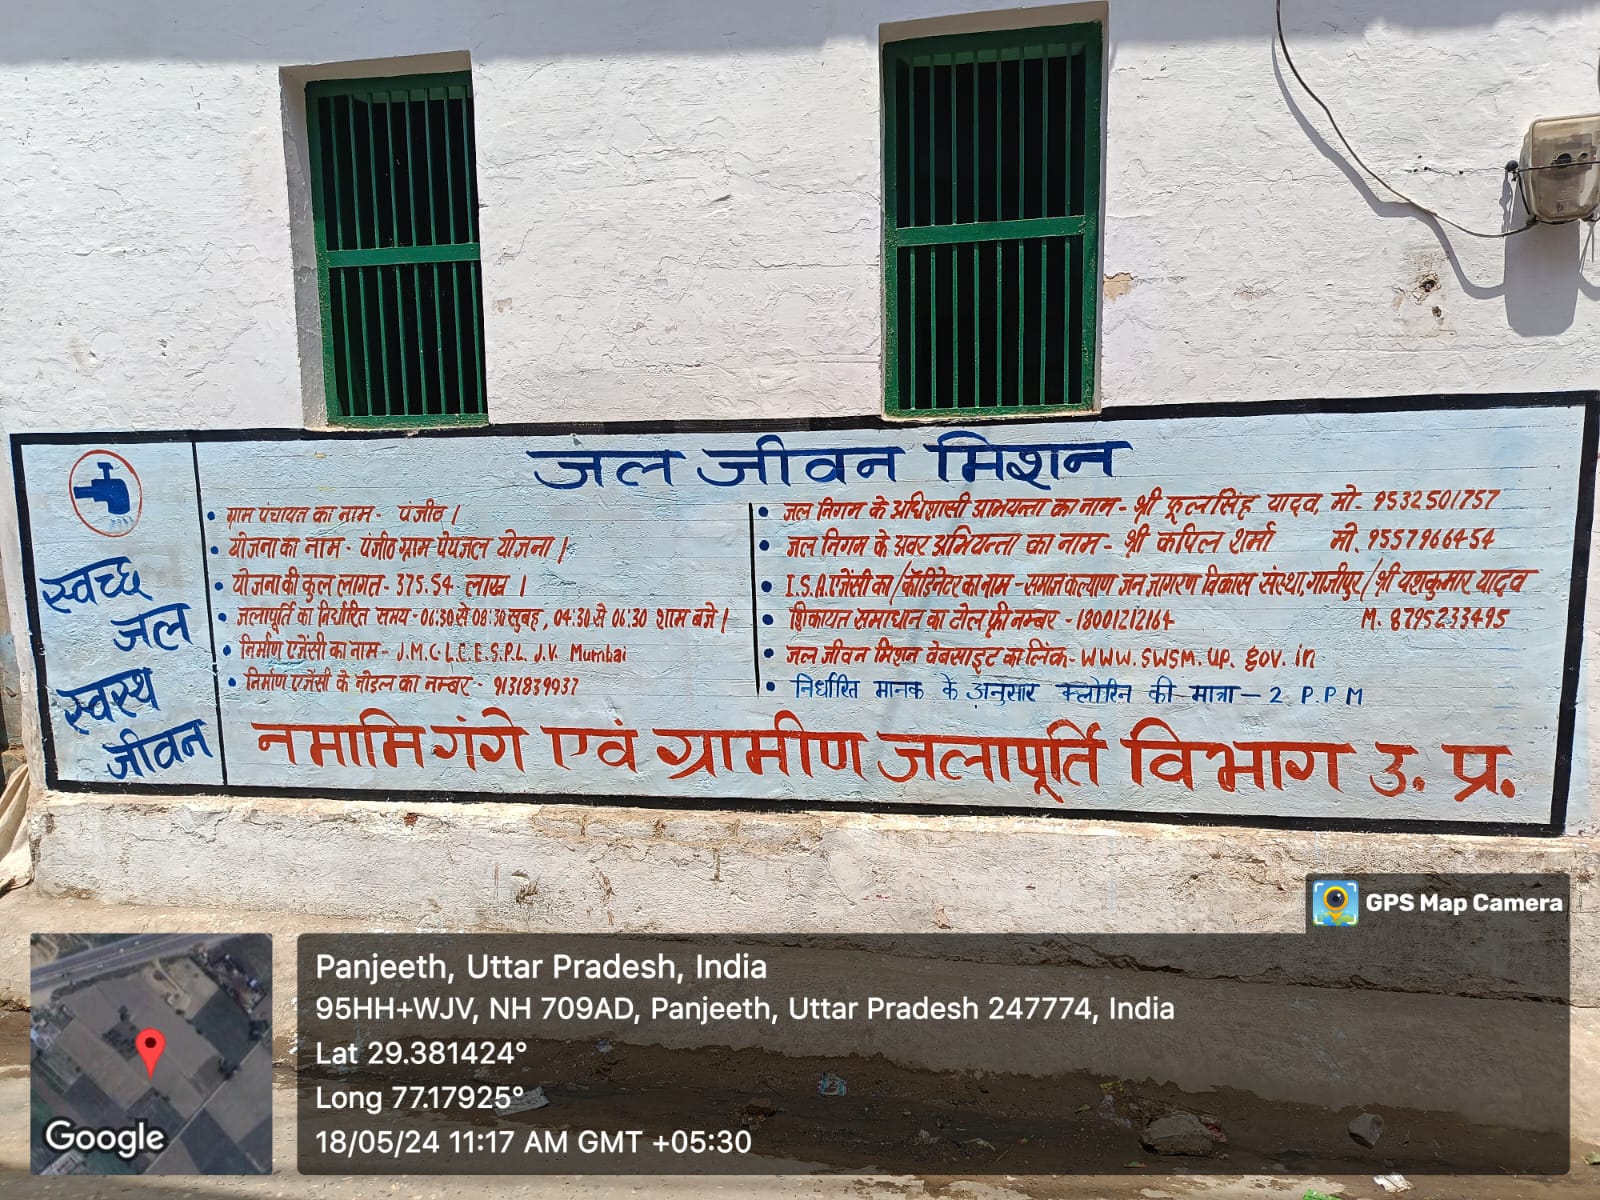 जल जीवन मिशन
स्वच्छ
जल
स्वस्थ
जीवन
ग्राम पंचायत का नाम - पंजीठ।
योजना का नाम - पंजीठ ग्राम पेयजल योजना।
योजना की कुल लागत - 375.54 लाख।
जलापूर्ति का निर्धारित समय - 06:30 से 08:30 सुबह, 04:30 से 06:30 शाम बजे।
निर्माण एजेंसी का नाम - J.M.C.L.C.E.S.P.L. J.V. Mumbai
निर्माण एजेंसी के नोडल का नम्बर - 9131839937
जल निगम के अधिशासी अभियन्ता का नाम - श्री फूल सिंह यादव, मो. 9532501757
जल निगम के अवर अभियन्ता का नाम - श्री कपिल शर्मा मो. 9557966454
I.S.A. एजेंसी का/कॉर्डिनेटर का नाम - समाज कल्याण जन जागरण विकास संस्था, गाजीपुर/श्री यशकुमार यादव
M. 8795233495
शिकायत समाधान का टोल फ्री नम्बर - 18001212164
जल जीवन मिशन वेबसाइट का लिंक - www.swsm.up.gov.in
निर्धारित मानक के अनुसार क्लोरिन की मात्रा - 2 P.P.M
नमामि गंगे एवं ग्रामीण जलापूर्ति विभाग उ. प्र.
GPS Map Camera
Panjeeth, Uttar Pradesh, India
95HH+WJV, NH 709AD, Panjeeth, Uttar Pradesh 247774, India
Lat 29.381424°
Long 77.17925°
18/05/24 11:17 AM GMT +05:30
Google